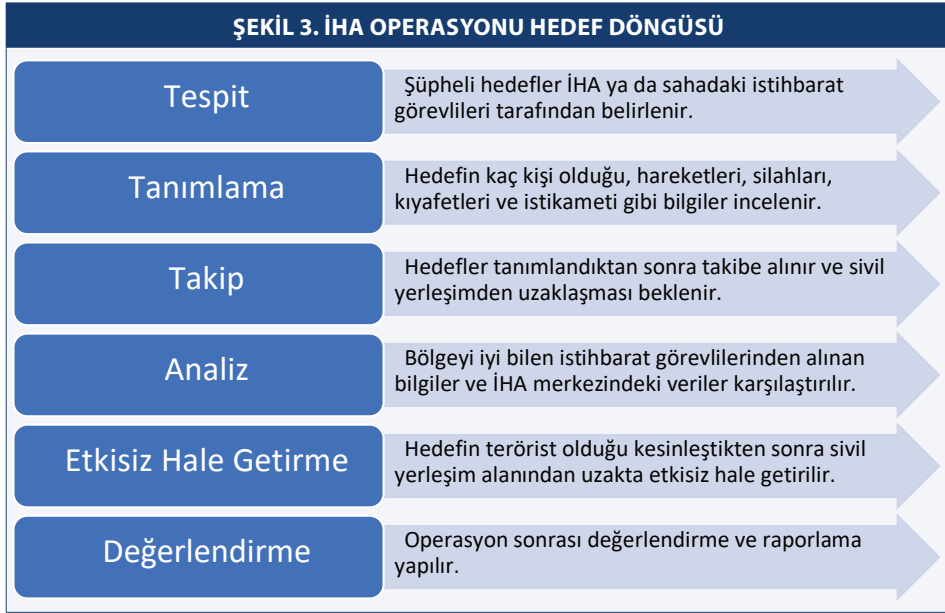 ŞEKİL 3. İHA OPERASYONU HEDEF DÖNGÜSÜ
Tespit
Şüpheli hedefler İHA ya da sahadaki istihbarat
görevlileri tarafından belirlenir.
Tanımlama
Hedefin kaç kişi olduğu, hareketleri, silahları,
kıyafetleri ve istikameti gibi bilgiler incelenir.
Takip
Hedefler tanımlandıktan sonra takibe alınır ve sivil
yerleşimden uzaklaşması beklenir.
Analiz
Bölgeyi iyi bilen istihbarat görevlilerinden alınan
bilgiler ve İHA merkezindeki veriler karşılaştırılır.
Etkisiz Hale Getirme
Hedefin terörist olduğu kesinleştikten sonra sivil
yerleşim alanından uzakta etkisiz hale getirilir.
Değerlendirme
Operasyon sonrası değerlendirme ve raporlama
yapılır.